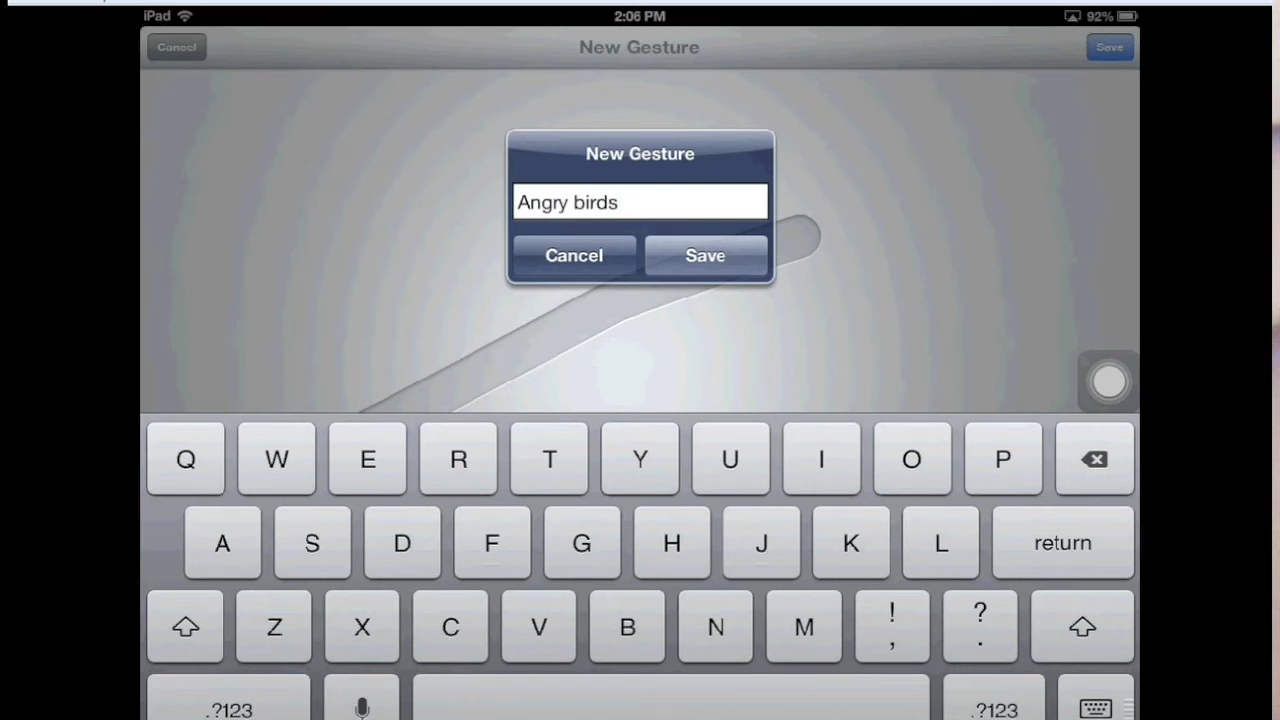 iPad 2:06 PM 92%
Cancel New Gesture Save
New Gesture
Angry birds
Cancel Save
Q W E R T Y U I O P
A S D F G H J K L return
Z X C V B N M ! , ? .
.?123 .?123